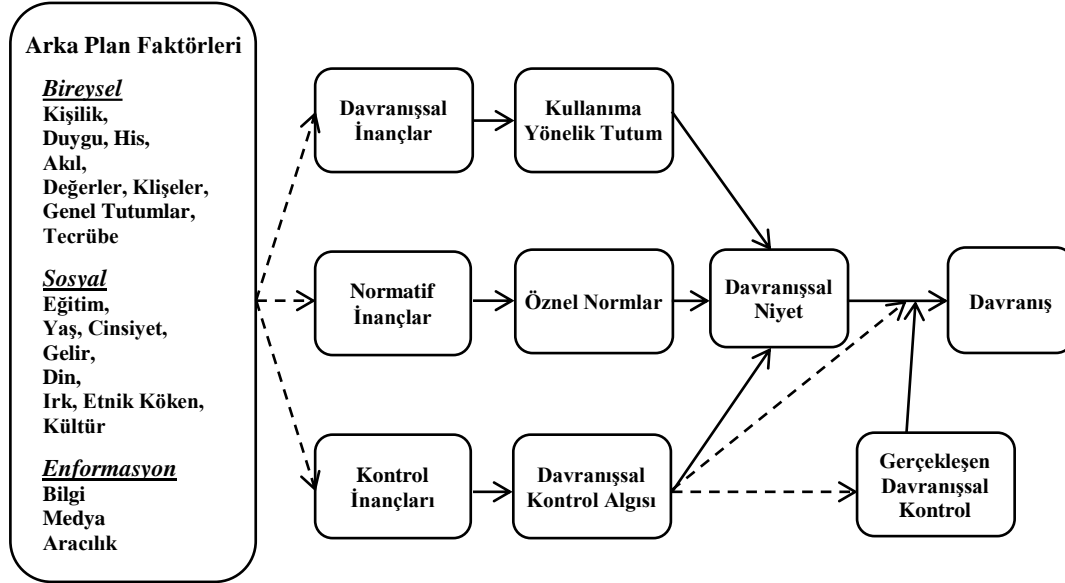 Arka Plan Faktörleri
Bireysel
Kişilik,
Duygu, His,
Akıl,
Değerler, Klişeler,
Genel Tutumlar,
Tecrübe
Sosyal
Eğitim,
Yaş, Cinsiyet,
Gelir,
Din,
Irk, Etnik Köken,
Kültür
Enformasyon
Bilgi
Medya
Aracılık
Davranışsal
İnançlar
Kullanıma
Yönelik Tutum
Normatif
İnançlar
Öznel Normlar
Davranışsal
Niyet
Davranış
Kontrol
İnançları
Davranışsal
Kontrol Algısı
Gerçekleşen
Davranışsal
Kontrol